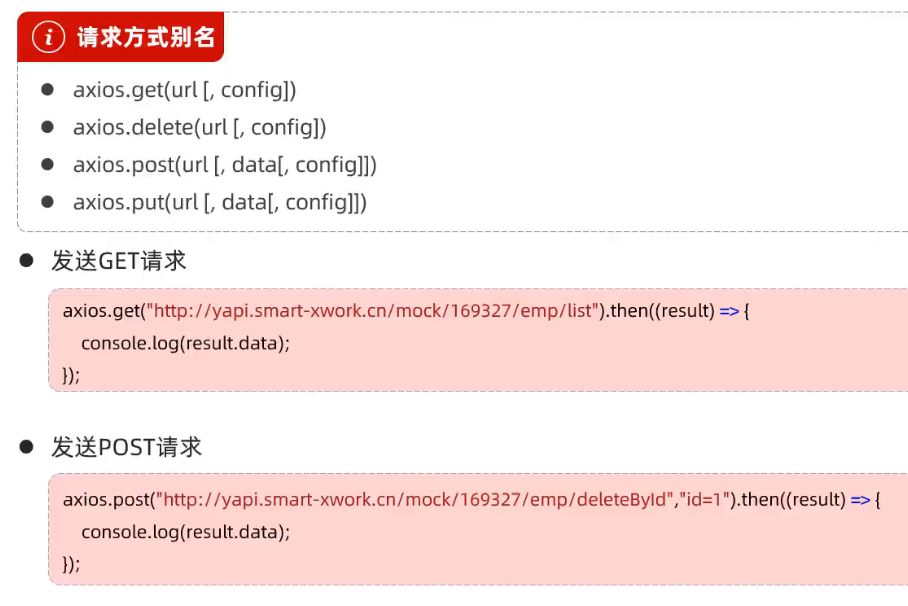 请求方式别名
axios.get(url [, config])
axios.delete(url [, config])
axios.post(url [, data[, config]])
axios.put(url [, data[, config]])
发送GET请求
axios.get("http://yapi.smart-xwork.cn/mock/169327/emp/list").then((result) => {
console.log(result.data);
});
发送POST请求
axios.post("http://yapi.smart-xwork.cn/mock/169327/emp/deleteById","id=1").then((result) => {
console.log(result.data);
});